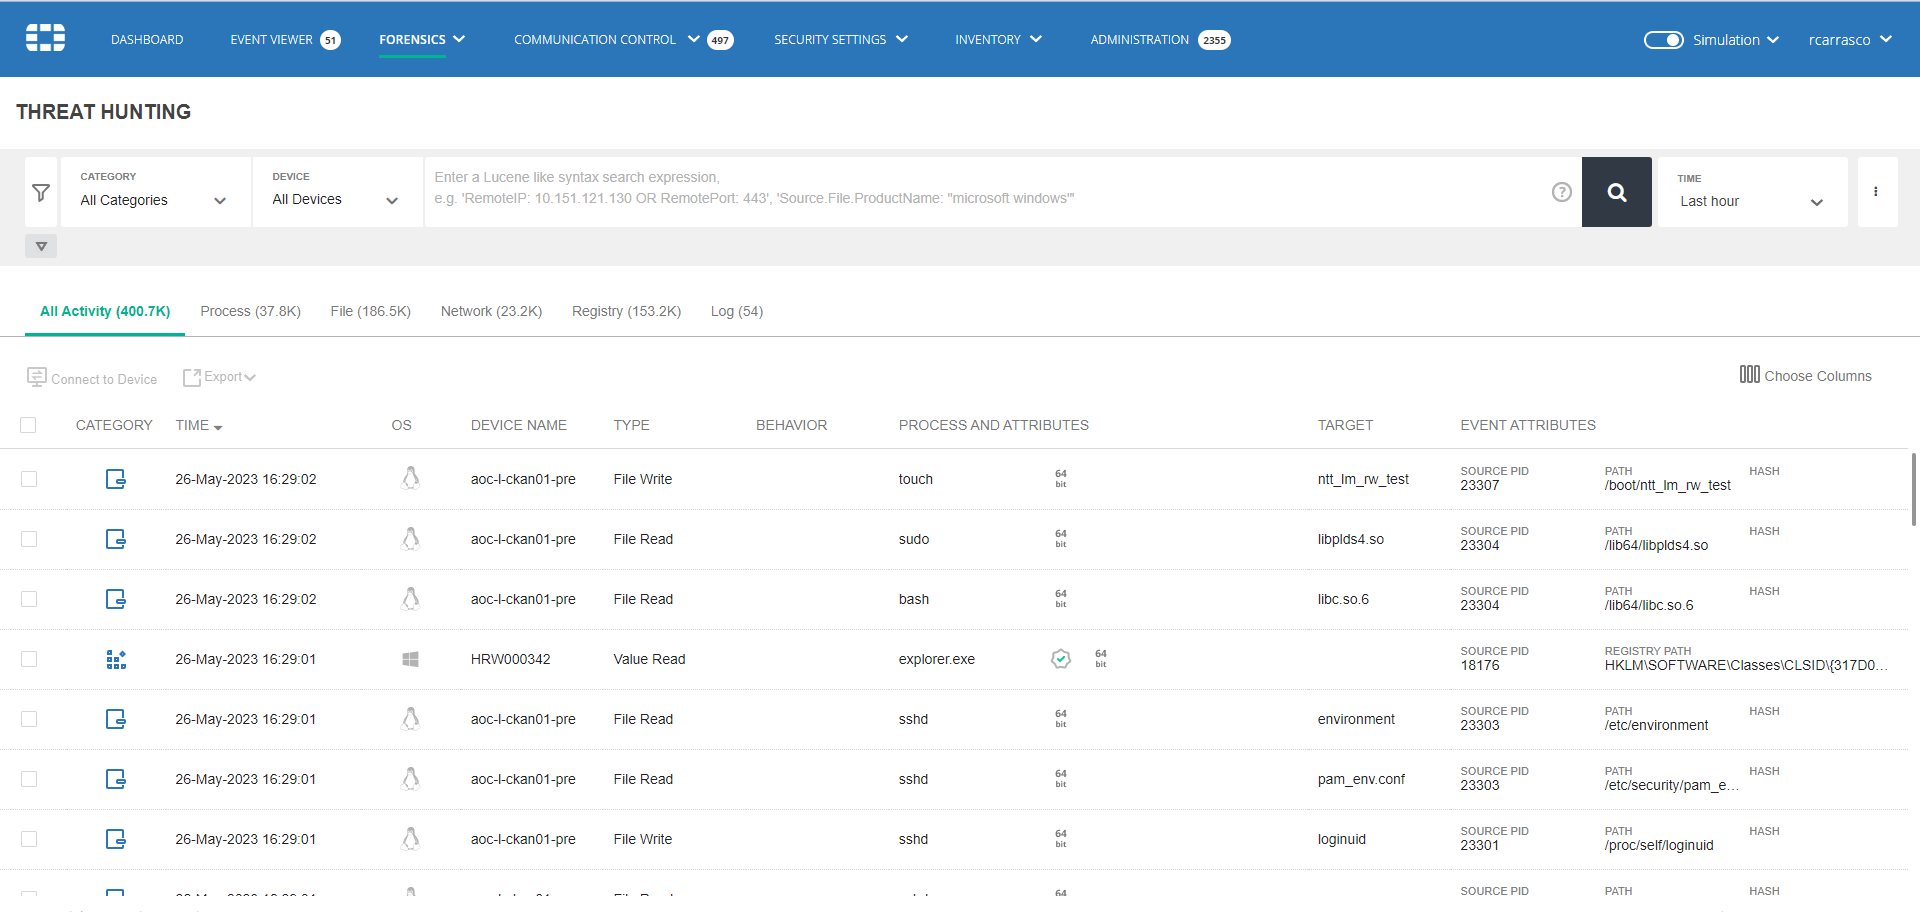 DASHBOARD
EVENT VIEWER 51
FORENSICS
COMMUNICATION CONTROL 497
SECURITY SETTINGS
INVENTORY
ADMINISTRATION 2355
Simulation
rcarrasco
THREAT HUNTING
CATEGORY
All Categories
DEVICE
All Devices
Enter a Lucene like syntax search expression,
e.g. 'RemoteIP: 10.151.121.130 OR RemotePort: 443', 'Source.File.ProductName: "microsoft windows"'
?
TIME
Last hour
All Activity (400.7K) Process (37.8K) File (186.5K) Network (23.2K) Registry (153.2K) Log (54)
Connect to Device Export Choose Columns
CATEGORY TIME OS DEVICE NAME TYPE BEHAVIOR PROCESS AND ATTRIBUTES TARGET EVENT ATTRIBUTES
26-May-2023 16:29:02 aoc-l-ckan01-pre File Write touch 64 bit ntt_lm_rw_test SOURCE PID 23307 PATH /boot/ntt_lm_rw_test HASH
26-May-2023 16:29:02 aoc-l-ckan01-pre File Read sudo 64 bit libplds4.so SOURCE PID 23304 PATH /lib64/libplds4.so HASH
26-May-2023 16:29:02 aoc-l-ckan01-pre File Read bash 64 bit libc.so.6 SOURCE PID 23304 PATH /lib64/libc.so.6 HASH
26-May-2023 16:29:01 HRW000342 Value Read explorer.exe 64 bit SOURCE PID 18176 REGISTRY PATH HKLM\SOFTWARE\Classes\CLSID\{317D0...
26-May-2023 16:29:01 aoc-l-ckan01-pre File Read sshd 64 bit environment SOURCE PID 23303 PATH /etc/environment HASH
26-May-2023 16:29:01 aoc-l-ckan01-pre File Read sshd 64 bit pam_env.conf SOURCE PID 23303 PATH /etc/security/pam_e... HASH
26-May-2023 16:29:01 aoc-l-ckan01-pre File Write sshd 64 bit loginuid SOURCE PID 23301 PATH /proc/self/loginuid HASH
64 SOURCE PID PATH HASH